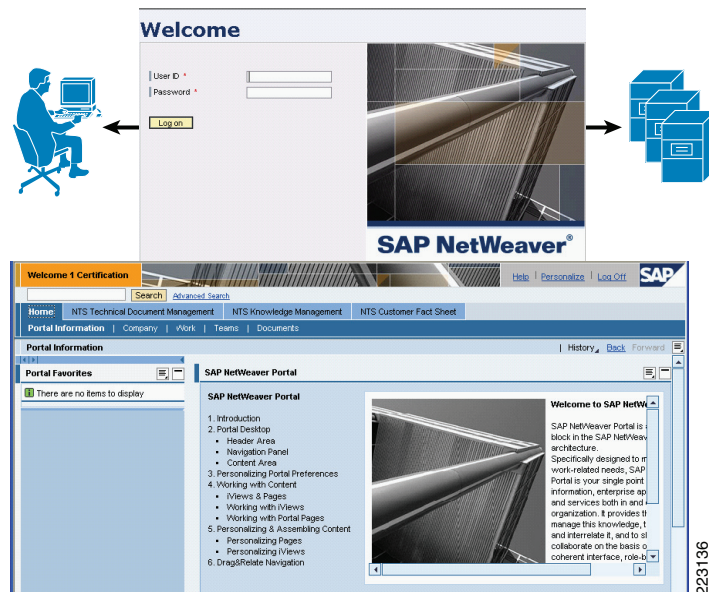 Welcome
User ID *
Password *
Log on
SAP NetWeaver®
Welcome 1 Certification
Help | Personalize | Log Off
SAP
Search Advanced Search
Home NTS Technical Document Management NTS Knowledge Management NTS Customer Fact Sheet
Portal Information | Company | Work | Teams | Documents
Portal Information
| History Back Forward
Portal Favorites
There are no items to display
SAP NetWeaver Portal
SAP NetWeaver Portal
1. Introduction
2. Portal Desktop
• Header Area
• Navigation Panel
• Content Area
3. Personalizing Portal Preferences
4. Working with Content
• iViews & Pages
• Working with iViews
• Working with Portal Pages
5. Personalizing & Assembling Content
• Personalizing Pages
• Personalizing iViews
6. Drag&Relate Navigation
Welcome to SAP NetW
SAP NetWeaver Portal is
block in the SAP NetWeav
architecture.
Specifically designed to
work-related needs, SAP
Portal is your single point
information, enterprise ap
and services both in and
organization. It provides th
manage this knowledge, t
and interrelate it, and to sh
collaborate on the basis o
coherent interface, role-b
223136